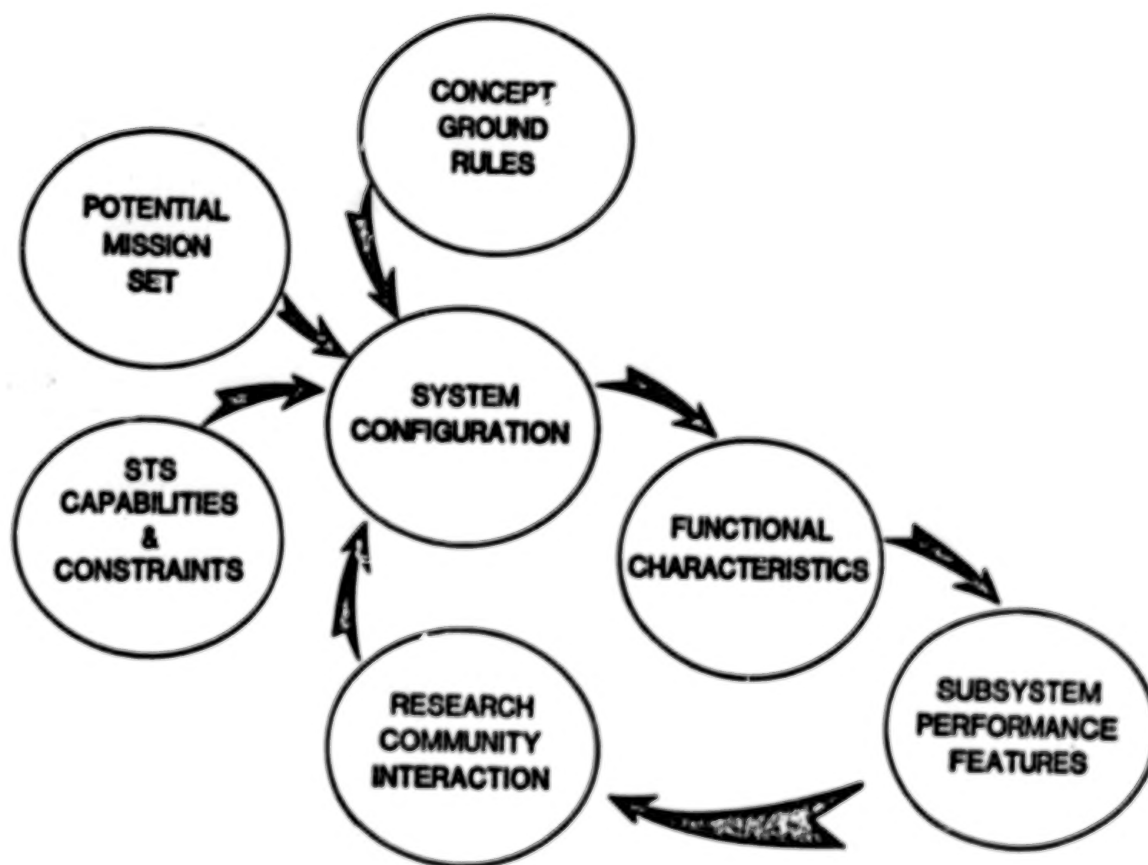 CONCEPT
GROUND
RULES
POTENTIAL
MISSION
SET
SYSTEM
CONFIGURATION
STS
CAPABILITIES
&
CONSTRAINTS
FUNCTIONAL
CHARACTERISTICS
RESEARCH
COMMUNITY
INTERACTION
SUBSYSTEM
PERFORMANCE
FEATURES